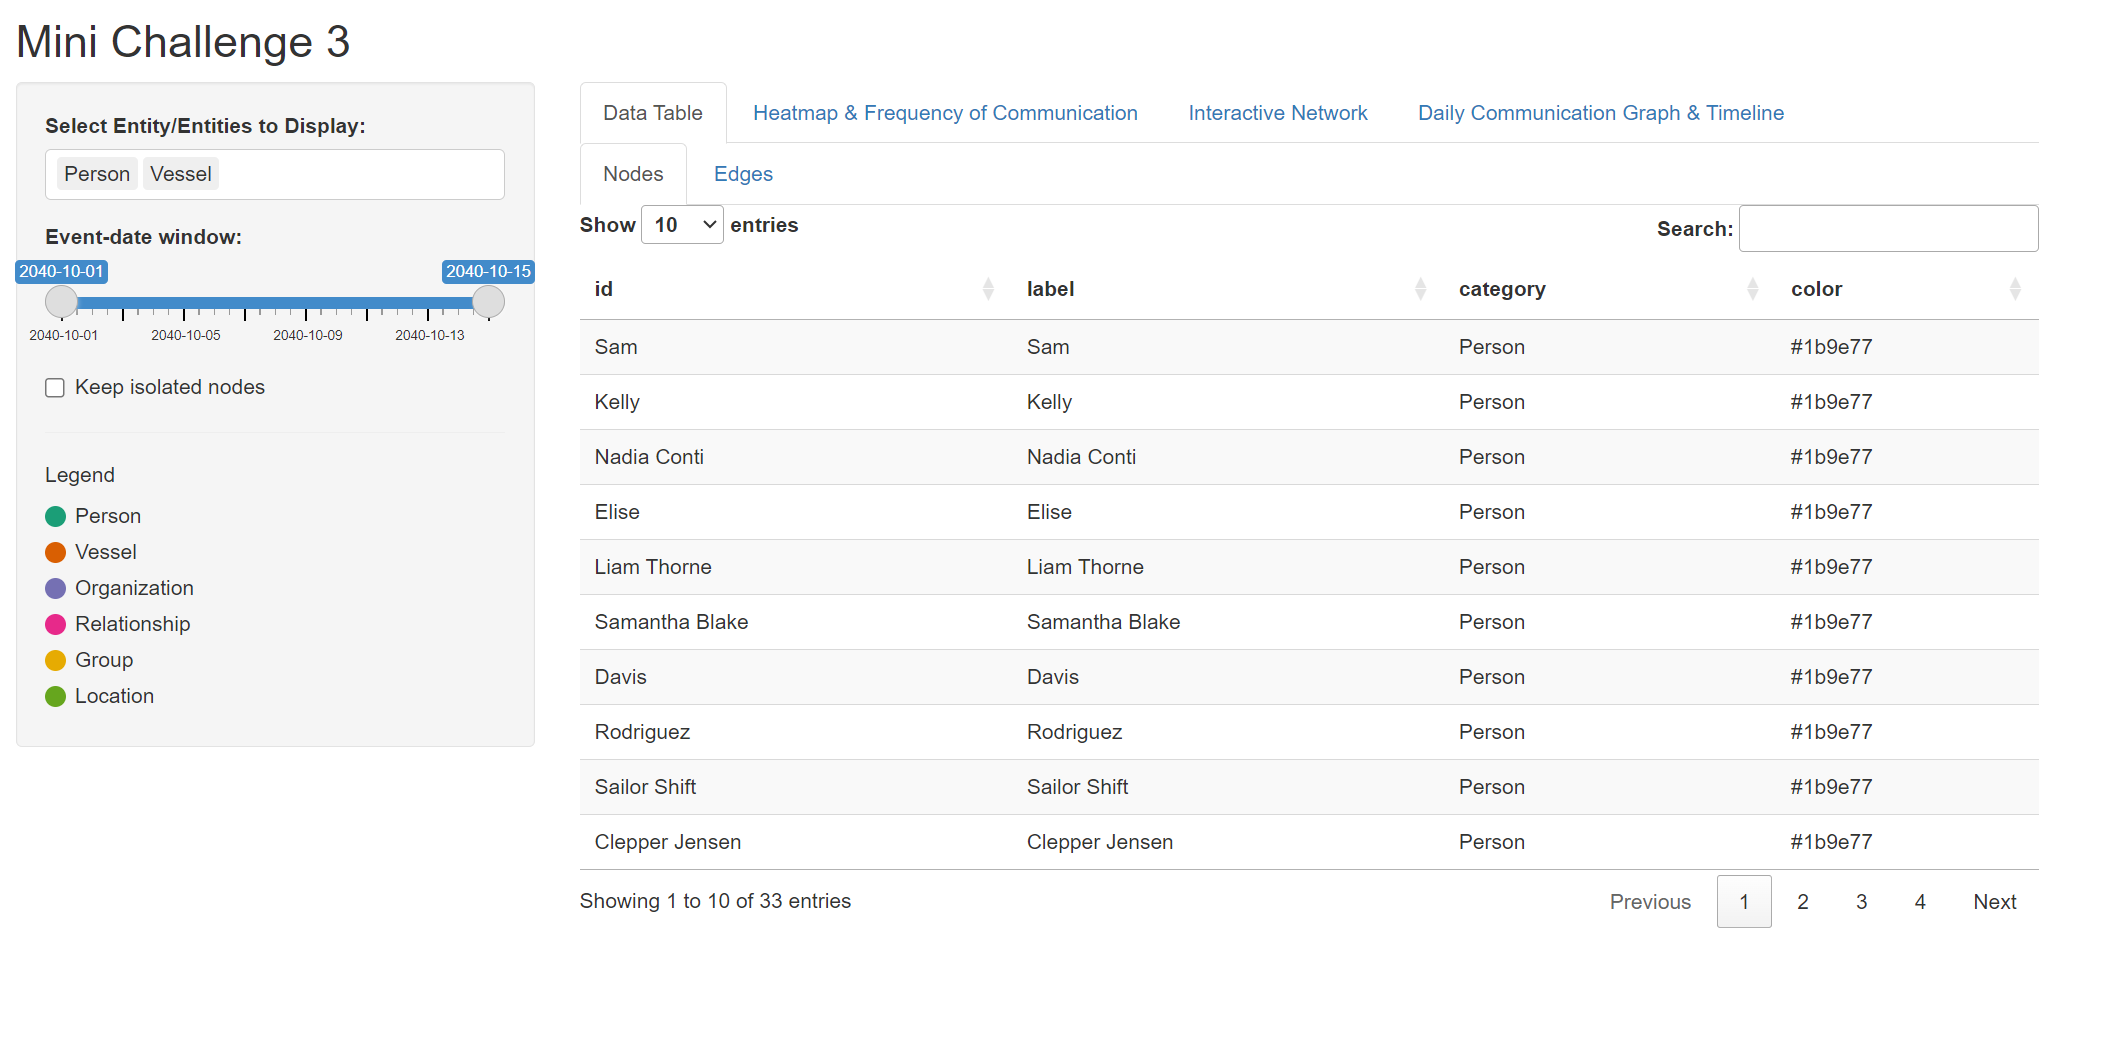 Mini Challenge 3
Select Entity/Entities to Display:
Person Vessel
Event-date window:
2040-10-01 2040-10-15
2040-10-01 2040-10-05 2040-10-09 2040-10-13
Keep isolated nodes
Legend
Person
Vessel
Organization
Relationship
Group
Location
Data Table Heatmap & Frequency of Communication Interactive Network Daily Communication Graph & Timeline
Nodes Edges
Show 10 entries Search:
id label category color
Sam Sam Person #1b9e77
Kelly Kelly Person #1b9e77
Nadia Conti Nadia Conti Person #1b9e77
Elise Elise Person #1b9e77
Liam Thorne Liam Thorne Person #1b9e77
Samantha Blake Samantha Blake Person #1b9e77
Davis Davis Person #1b9e77
Rodriguez Rodriguez Person #1b9e77
Sailor Shift Sailor Shift Person #1b9e77
Clepper Jensen Clepper Jensen Person #1b9e77
Showing 1 to 10 of 33 entries Previous 1 2 3 4 Next